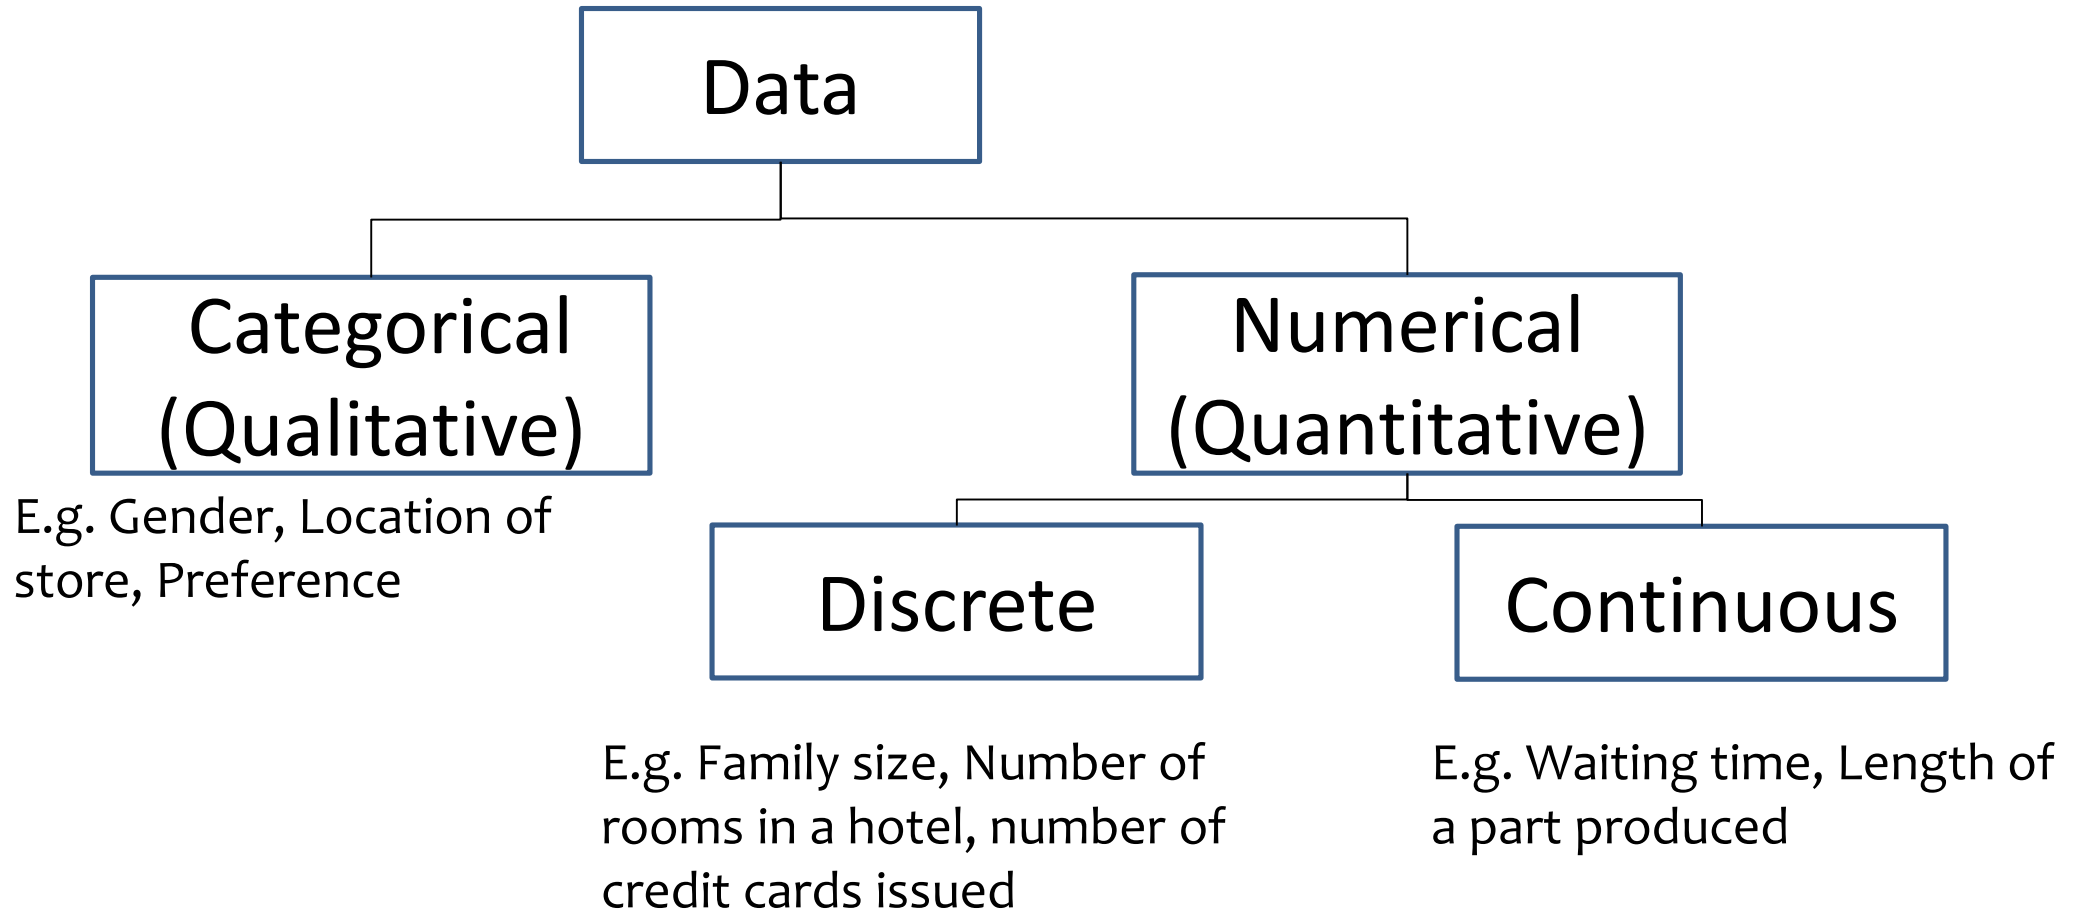 Data
Categorical
(Qualitative)
Numerical
(Quantitative)
E.g. Gender, Location of
store, Preference
Discrete
Continuous
E.g. Family size, Number of
rooms in a hotel, number of
credit cards issued
E.g. Waiting time, Length of
a part produced